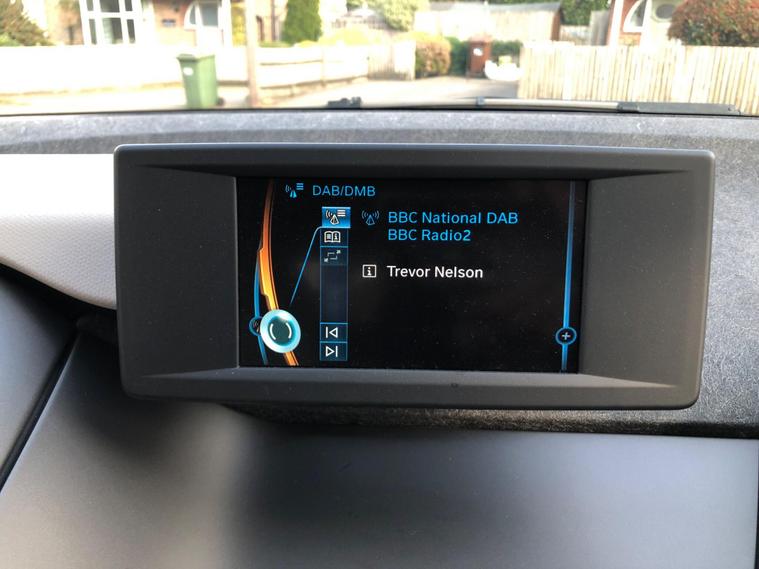 DAB/DMB
BBC National DAB
BBC Radio2
Trevor Nelson